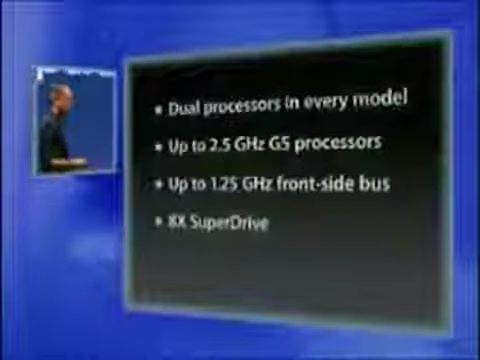 • Dual processors in every model
• Up to 2.5 GHz G5 processors
• Up to 1.25 GHz front-side bus
• 8X SuperDrive